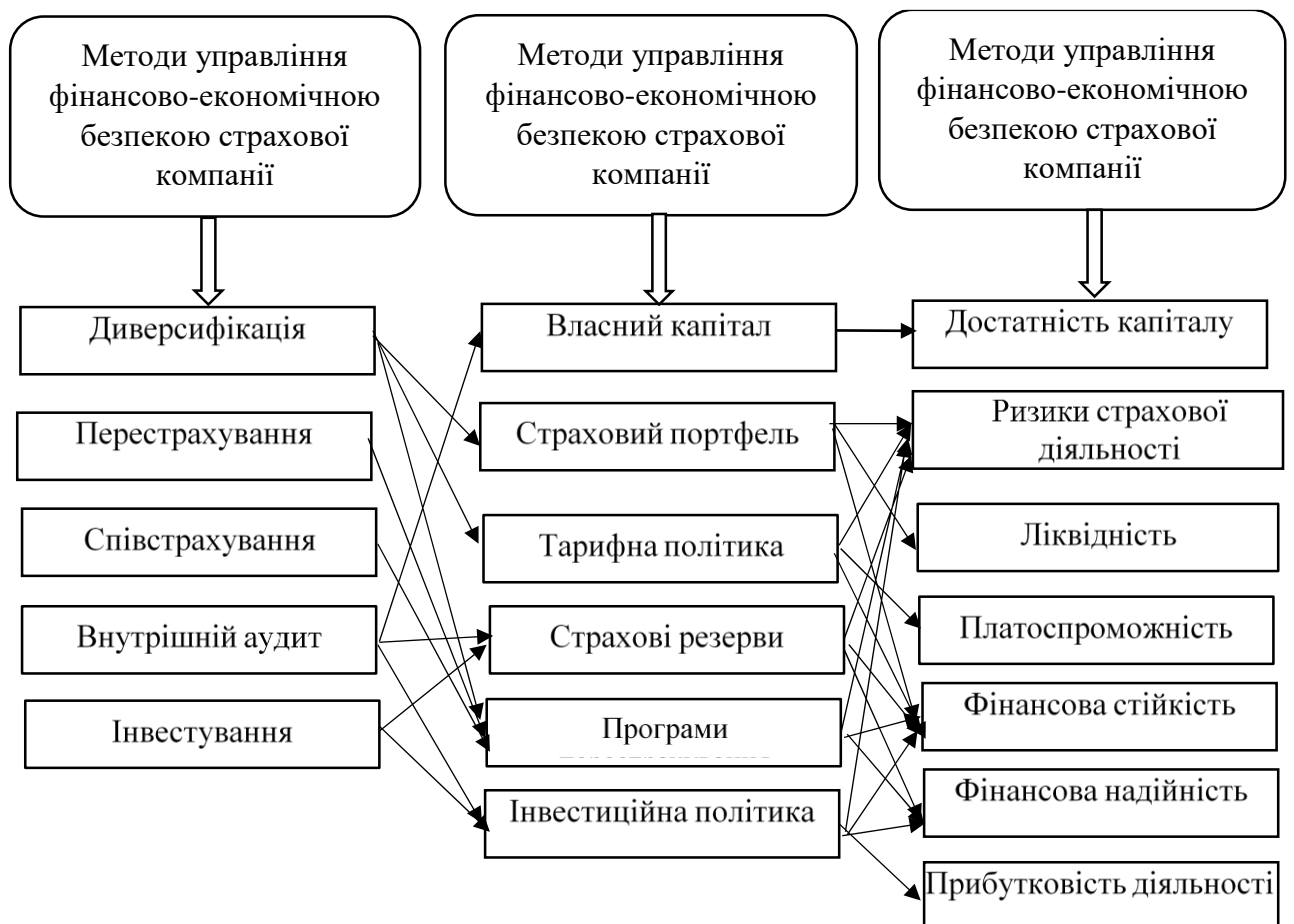 Методи управління
фінансово-економічною
безпекою страхової
компанії
Методи управління
фінансово-економічною
безпекою страхової
компанії
Методи управління
фінансово-економічною
безпекою страхової
компанії
Диверсифікація
Перестрахування
Співстрахування
Внутрішній аудит
Інвестування
Власний капітал
Страховий портфель
Тарифна політика
Страхові резерви
Програми
Інвестиційна політика
Достатність капіталу
Ризики страхової
діяльності
Ліквідність
Платоспроможність
Фінансова стійкість
Фінансова надійність
Прибутковість діяльності